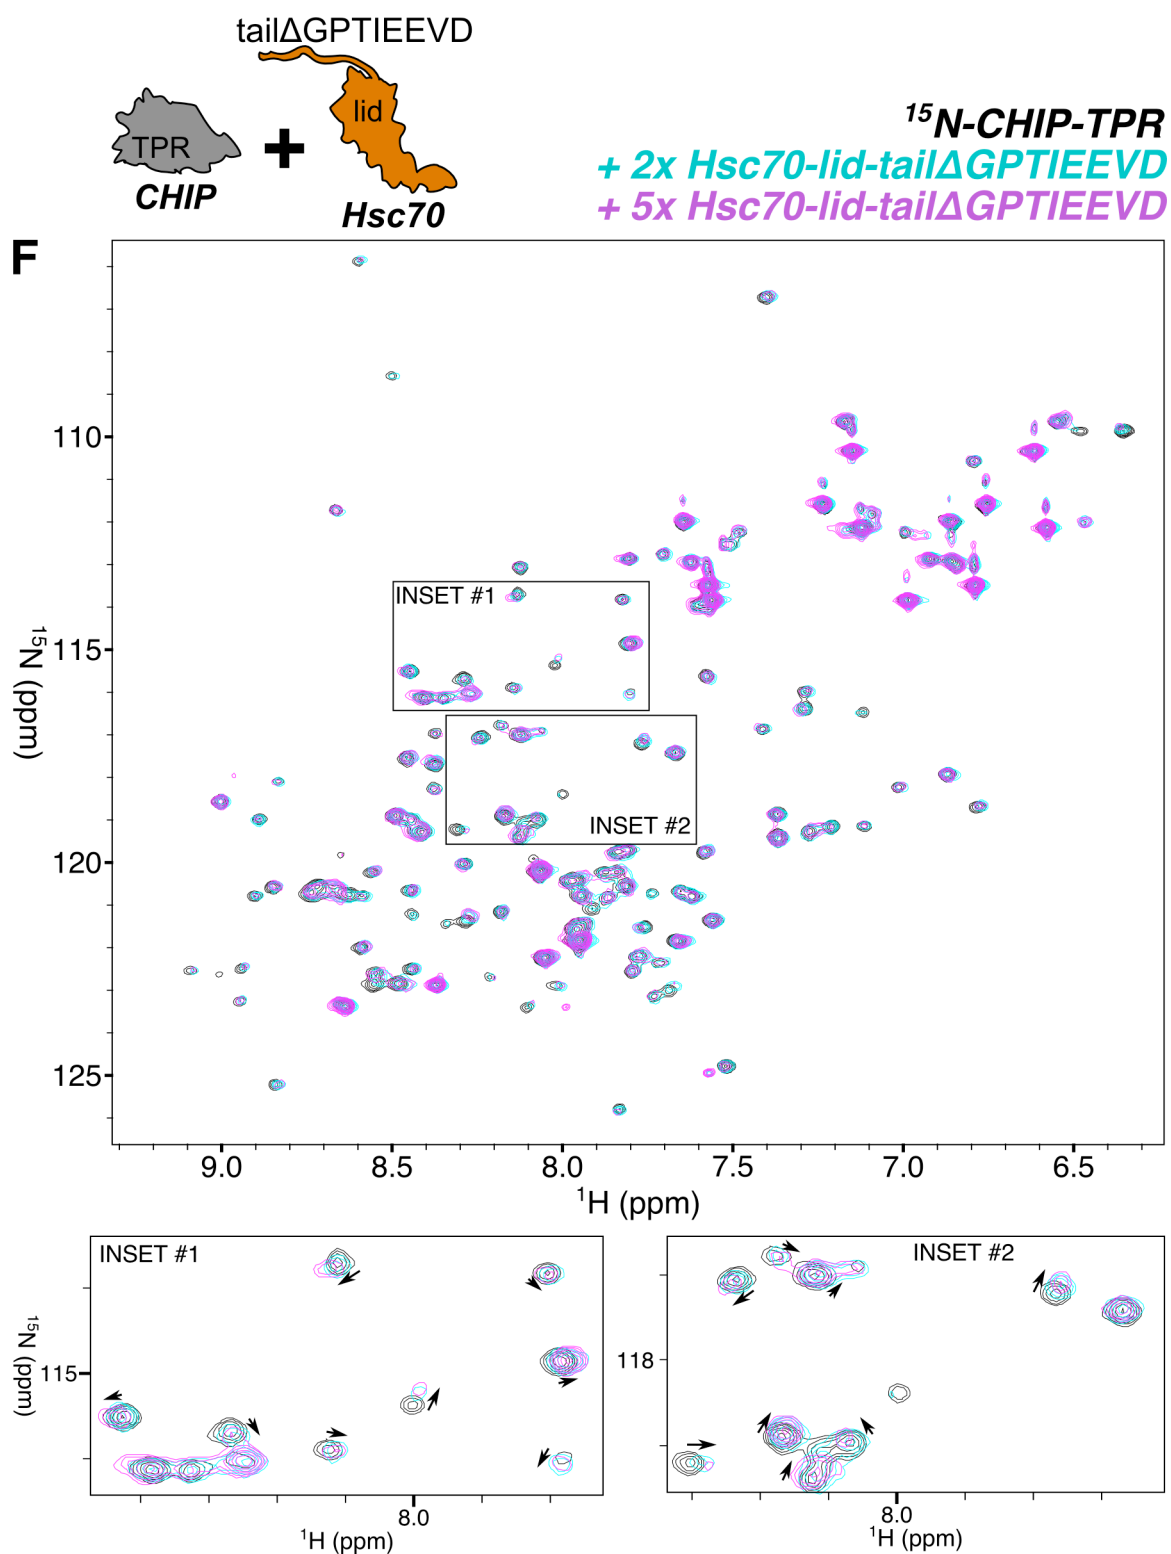 tailΔGPTIEEVD
lid
TPR
+
CHIP
Hsc70
15N-CHIP-TPR
+ 2x Hsc70-lid-tailΔGPTIEEVD
+ 5x Hsc70-lid-tailΔGPTIEEVD
F
110
115
120
125
15N (ppm)
INSET #1
INSET #2
9.0 8.5 8.0 7.5 7.0 6.5
1H (ppm)
INSET #1
115
15N (ppm)
8.0
1H (ppm)
INSET #2
118
8.0
1H (ppm)